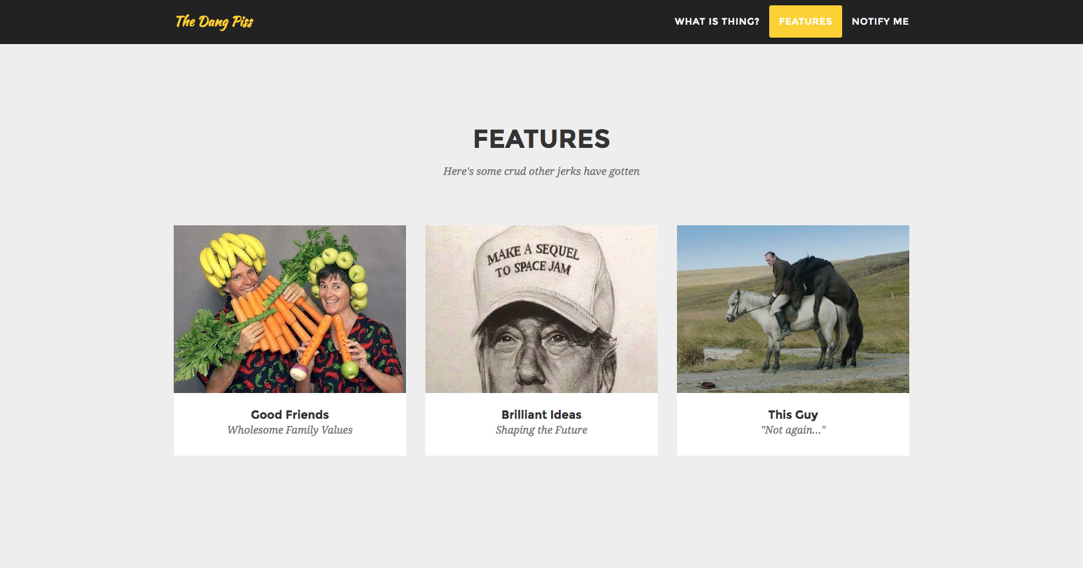 The Dang Piss
WHAT IS THING? FEATURES NOTIFY ME
FEATURES
Here's some crud other jerks have gotten
MAKE A SEQUEL
TO SPACE JAM
Good Friends
Wholesome Family Values
Brilliant Ideas
Shaping the Future
This Guy
"Not again..."